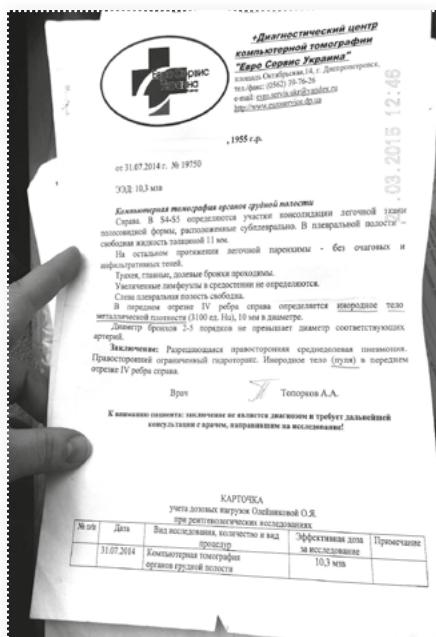 +Диагностический центр
компьютерной томографии
"Евро Сервис Украина"
площадь Октябрьская,14, г. Днепропетровск,
тел./факс: (0562) 39-76-26
e-mail: evro.servis.ukr@yandex.ru
http://www.euroservice.dp.ua
Евро Сервис
Украина
.03.2015 12:46
, 1955 г.р.
от 31.07.2014 г. № 19750
ЭЭД: 10,3 мзв
Компьютерная томография органов грудной полости
Справа. В S4-S5 определяются участки консолидации легочной ткани
полосовидной формы, расположенные субплеврально. В плевральной полости –
свободная жидкость толщиной 11 мм.
На остальном протяжения легочной паренхимы - без очаговых и
инфильтративных теней.
Трахея, главные, долевые бронхи проходимы.
Увеличенные лимфоузлы в средостении не определяются.
Слева плевральная полость свободна.
В переднем отрезке IV ребра справа определяется инородное тело
металлической плотности (3100 ед. Hu), 10 мм в диаметре.
Диаметр бронхов 2-5 порядков не превышает диаметр соответствующих
артерий.
Заключение: Разрешающаяся правосторонняя среднедолевая пневмония.
Правосторонний ограниченный гидроторакс. Инородное тело (пуля) в переднем
отрезке IV ребра справа.
Врач Топорков А.А.
К вниманию пациента: заключение не является диагнозом и требует дальнейшей
консультации с врачем, направившим на исследование!
КАРТОЧКА
учета дозовых нагрузок Олейниковой О.Я.
при рентгенологических исследованиях
№ п/п Дата Вид исследования, количество и вид процедур Эффективная доза за исследование Примечание
31.07.2014 Компьютерная томография органов грудной полости 10,3 мзв